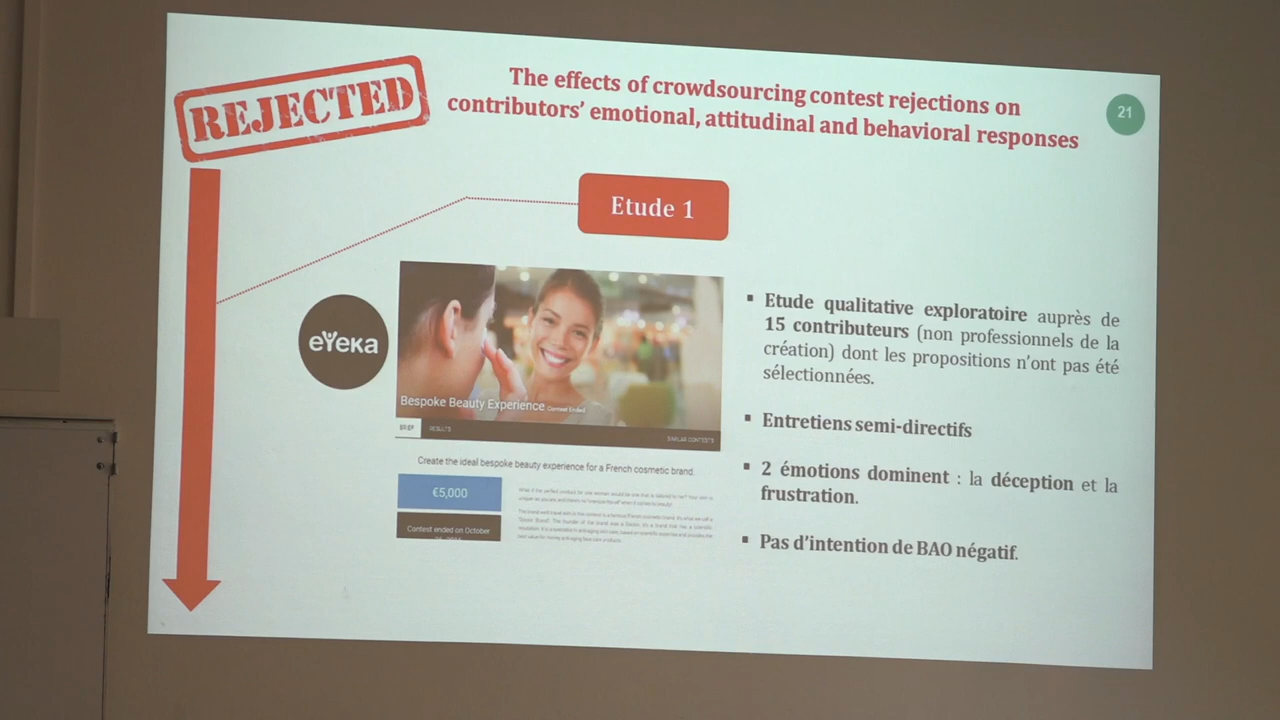 REJECTED
The effects of crowdsourcing contest rejections on
contributors' emotional, attitudinal and behavioral responses
21
Etude 1
eYeka
Bespoke Beauty Experience Contest Ended
BRIEF RESULTS SIMILAR CONTESTS
Create the ideal bespoke beauty experience for a French cosmetic brand.
€5,000
Contest ended on October
▪ Etude qualitative exploratoire auprès de
15 contributeurs (non professionnels de la
création) dont les propositions n'ont pas été
sélectionnées.
▪ Entretiens semi-directifs
▪ 2 émotions dominent : la déception et la
frustration.
▪ Pas d'intention de BAO négatif.